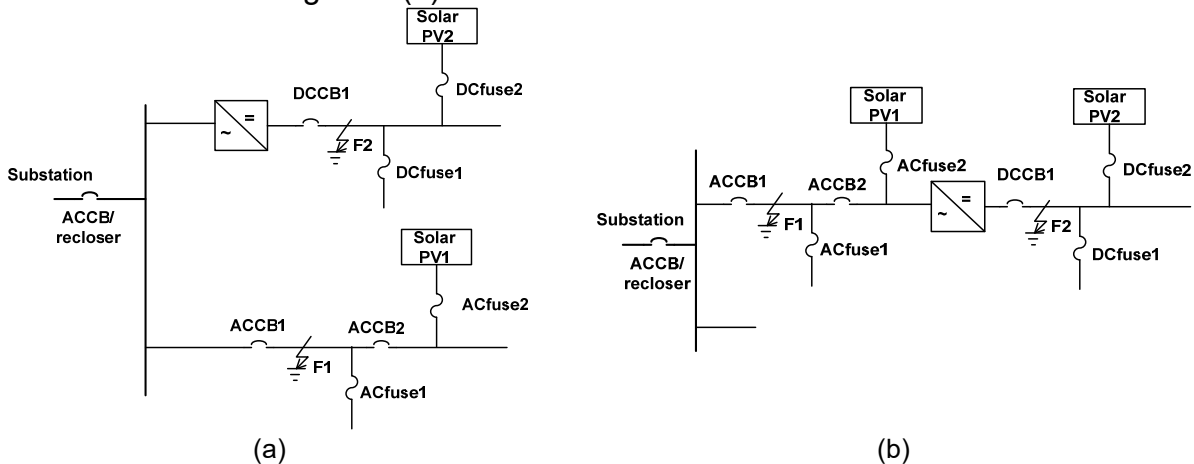 Solar
PV2
DCCB1
DCfuse2
=
~
F2
DCfuse1
Substation
ACCB/
recloser
Solar
PV1
ACfuse2
ACCB1
ACCB2
F1
ACfuse1
(a)
Solar
PV1
Solar
PV2
ACfuse2
DCfuse2
ACCB1
ACCB2
DCCB1
=
~
Substation
F1
F2
ACCB/
recloser
ACfuse1
DCfuse1
(b)